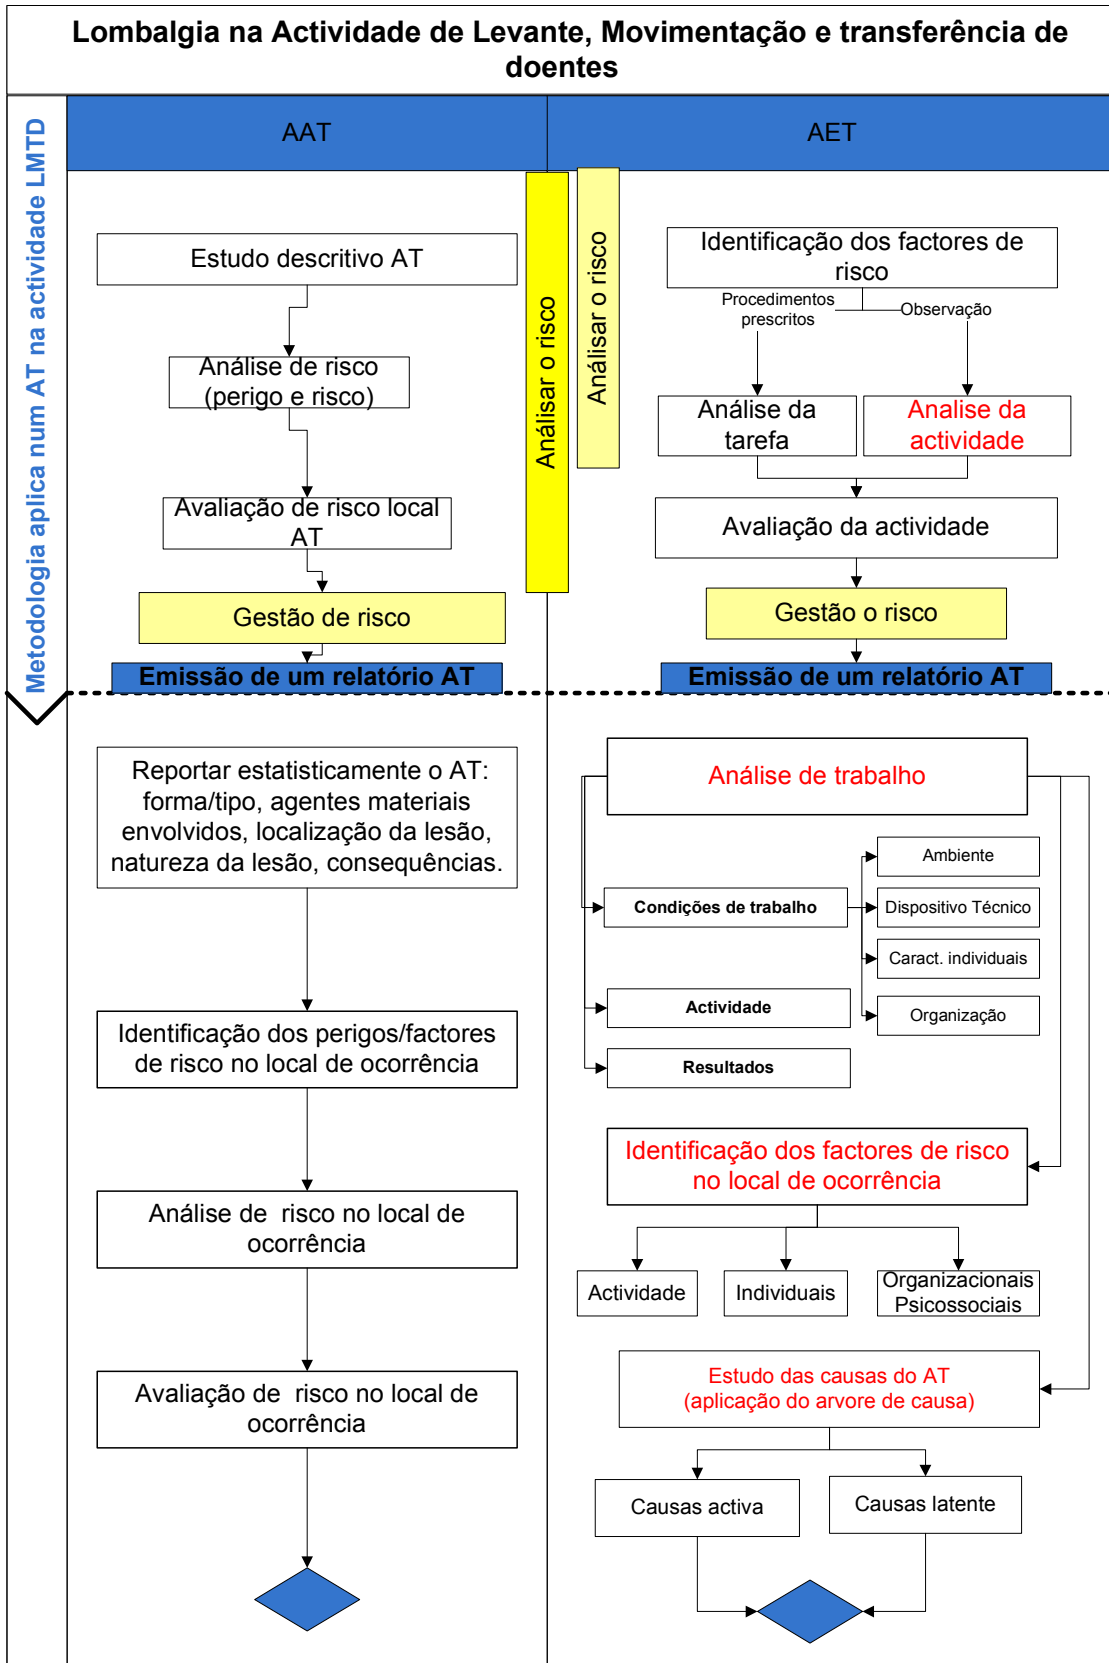 Lombalgia na Actividade de Levante, Movimentação e transferência de
doentes
Metodologia aplica num AT na actividade LMTD
AAT
AET
Estudo descritivo AT
Análise de risco
(perigo e risco)
Avaliação de risco local
AT
Gestão de risco
Emissão de um relatório AT
Análisar o risco
Análisar o risco
Identificação dos factores de
risco
Procedimentos
prescritos
Observação
Análise da
tarefa
Analise da
actividade
Avaliação da actividade
Gestão o risco
Emissão de um relatório AT
Reportar estatisticamente o AT:
forma/tipo, agentes materiais
envolvidos, localização da lesão,
natureza da lesão, consequências.
Identificação dos perigos/factores
de risco no local de ocorrência
Análise de  risco no local de
ocorrência
Avaliação de  risco no local de
ocorrência
Análise de trabalho
Condições de trabalho
Ambiente
Dispositivo Técnico
Caract. individuais
Organização
Actividade
Resultados
Identificação dos factores de risco
no local de ocorrência
Actividade
Individuais
Organizacionais
Psicossociais
Estudo das causas do AT
(aplicação do arvore de causa)
Causas activa
Causas latente